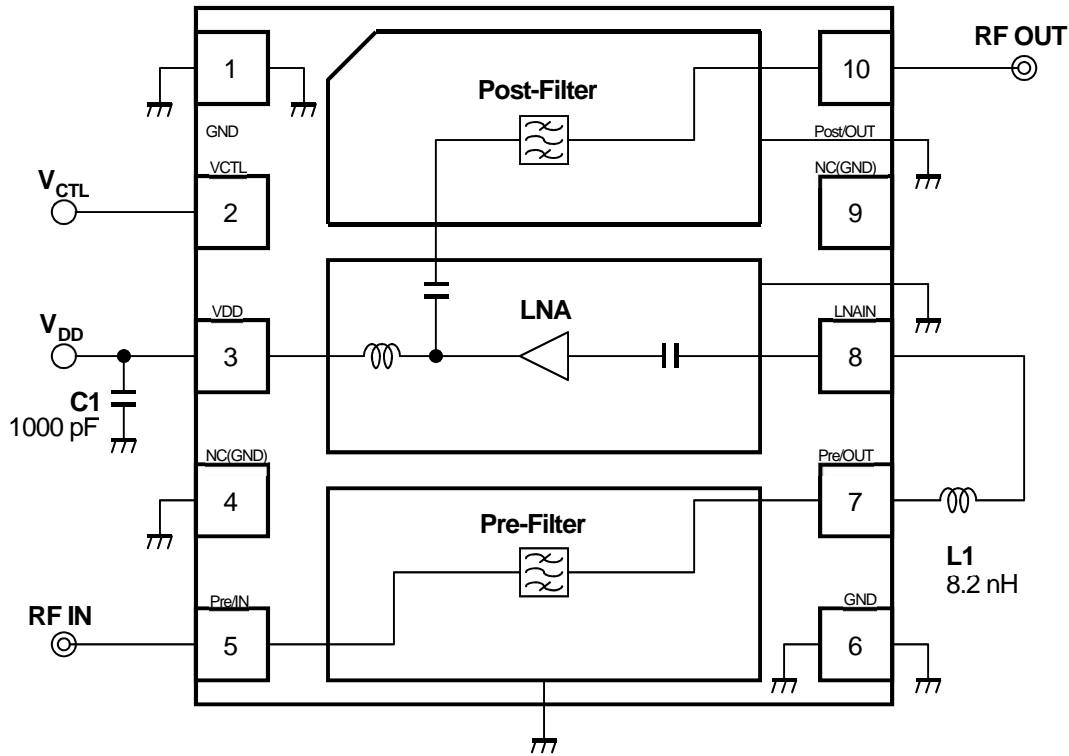 RF OUT
1
10
Post-Filter
GND
Post/OUT
VCTL
NC(GND)
V_CTL
2
9
LNA
VDD
LNAIN
V_DD
3
8
C1
1000 pF
NC(GND)
Pre/OUT
4
7
Pre-Filter
L1
8.2 nH
Pre/IN
GND
RF IN
5
6